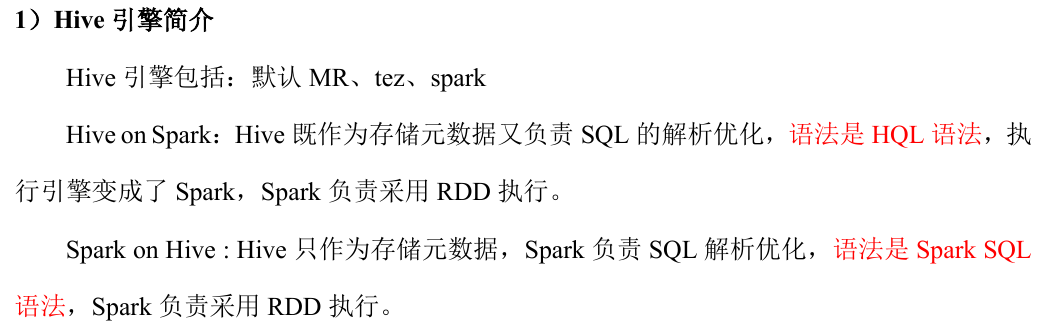 1）Hive 引擎简介
Hive 引擎包括：默认 MR、tez、spark
Hive on Spark：Hive 既作为存储元数据又负责 SQL 的解析优化，语法是 HQL 语法，执
行引擎变成了 Spark，Spark 负责采用 RDD 执行。
Spark on Hive : Hive 只作为存储元数据，Spark 负责 SQL 解析优化，语法是 Spark SQL
语法，Spark 负责采用 RDD 执行。